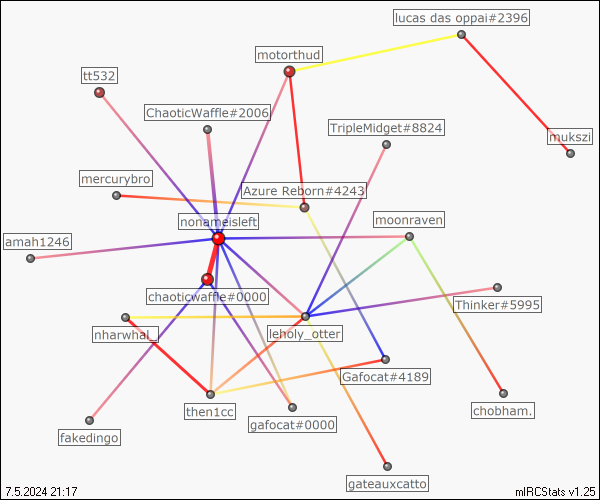 lucas das oppai#2396
motorthud
tt532
ChaoticWaffle#2006
TripleMidget#8824
mukszi
mercurybro
Azure Reborn#4243
nonameisleft
moonraven
amah1246
chaoticwaffle#0000
Thinker#5995
nharwhal_
leholy_otter
Gafocat#4189
then1cc
chobham.
gafocat#0000
fakedingo
gateauxcatto
7.5.2024 21:17
mIRCStats v1.25